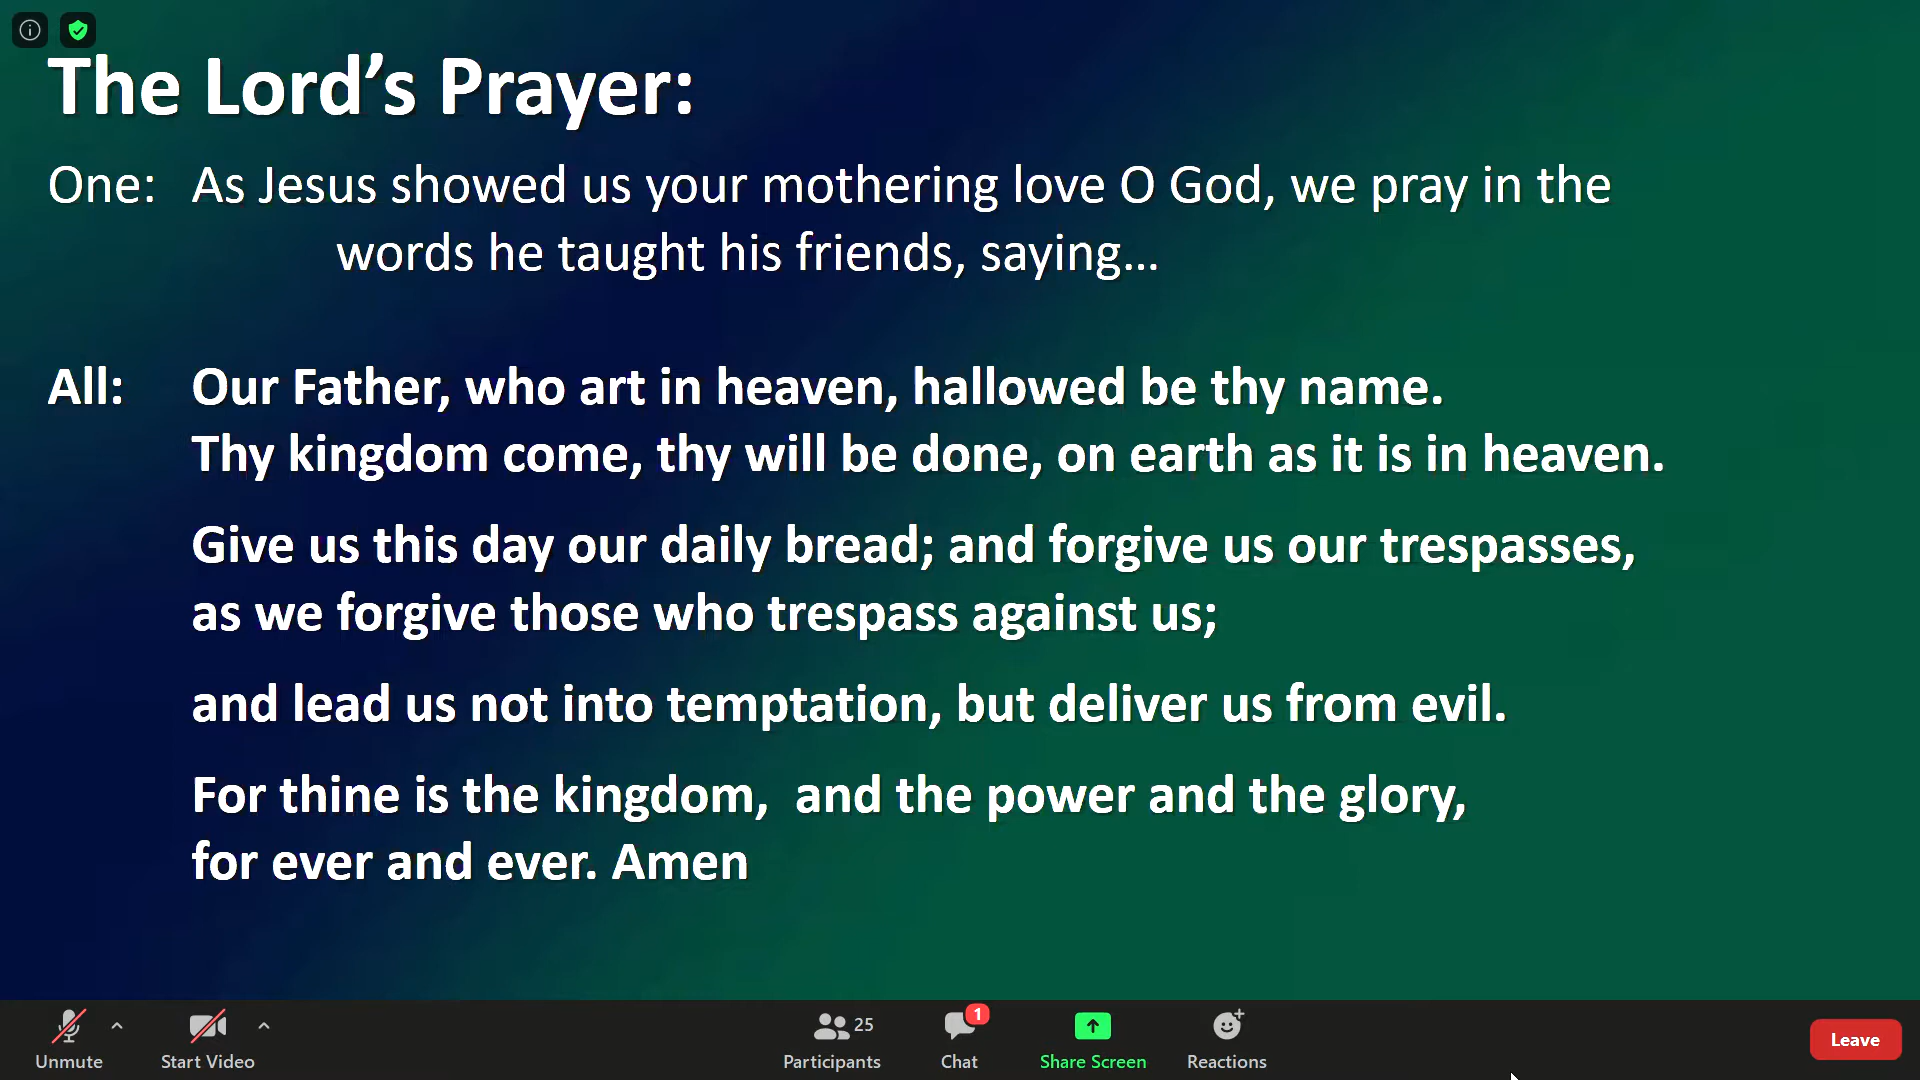 The Lord’s Prayer:
One: As Jesus showed us your mothering love O God, we pray in the
words he taught his friends, saying…
All: Our Father, who art in heaven, hallowed be thy name.
Thy kingdom come, thy will be done, on earth as it is in heaven.
Give us this day our daily bread; and forgive us our trespasses,
as we forgive those who trespass against us;
and lead us not into temptation, but deliver us from evil.
For thine is the kingdom,  and the power and the glory,
for ever and ever. Amen
25
1
Unmute
Start Video
Participants
Chat
Share Screen
Reactions
Leave